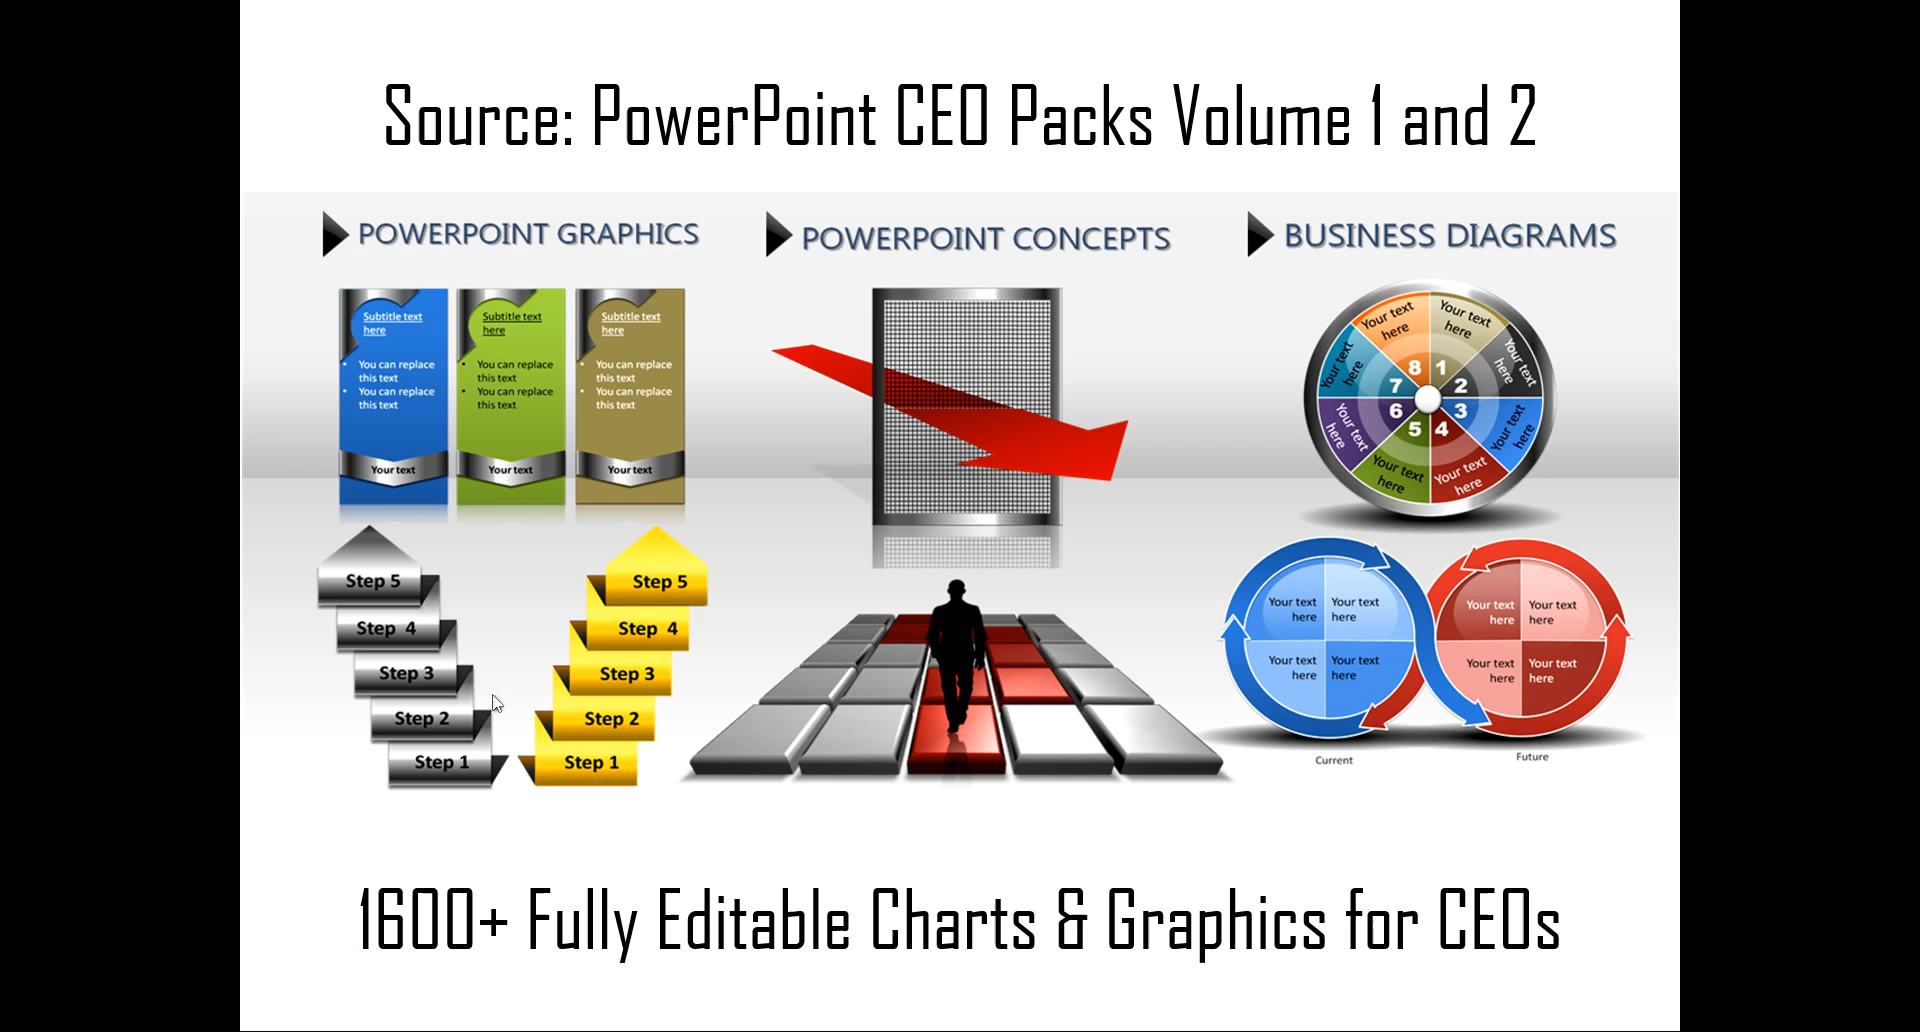 Source: PowerPoint CEO Packs Volume 1 and 2
POWERPOINT GRAPHICS
Subtitle text
here
• You can replace
this text
• You can replace
this text
Your text
Subtitle text
here
• You can replace
this text
• You can replace
this text
Your text
Subtitle text
here
• You can replace
this text
• You can replace
this text
Your text
Step 5
Step 4
Step 3
Step 2
Step 1
Step 5
Step 4
Step 3
Step 2
Step 1
POWERPOINT CONCEPTS
BUSINESS DIAGRAMS
Your text
here
1
Your text
here
2
Your text
here
3
Your text
here
4
Your text
here
5
Your text
here
6
Your text
here
7
Your text
here
8
Your text
here
Your text
here
Your text
here
Your text
here
Current
Your text
here
Your text
here
Your text
here
Your text
here
Future
1600+ Fully Editable Charts & Graphics for CEOs